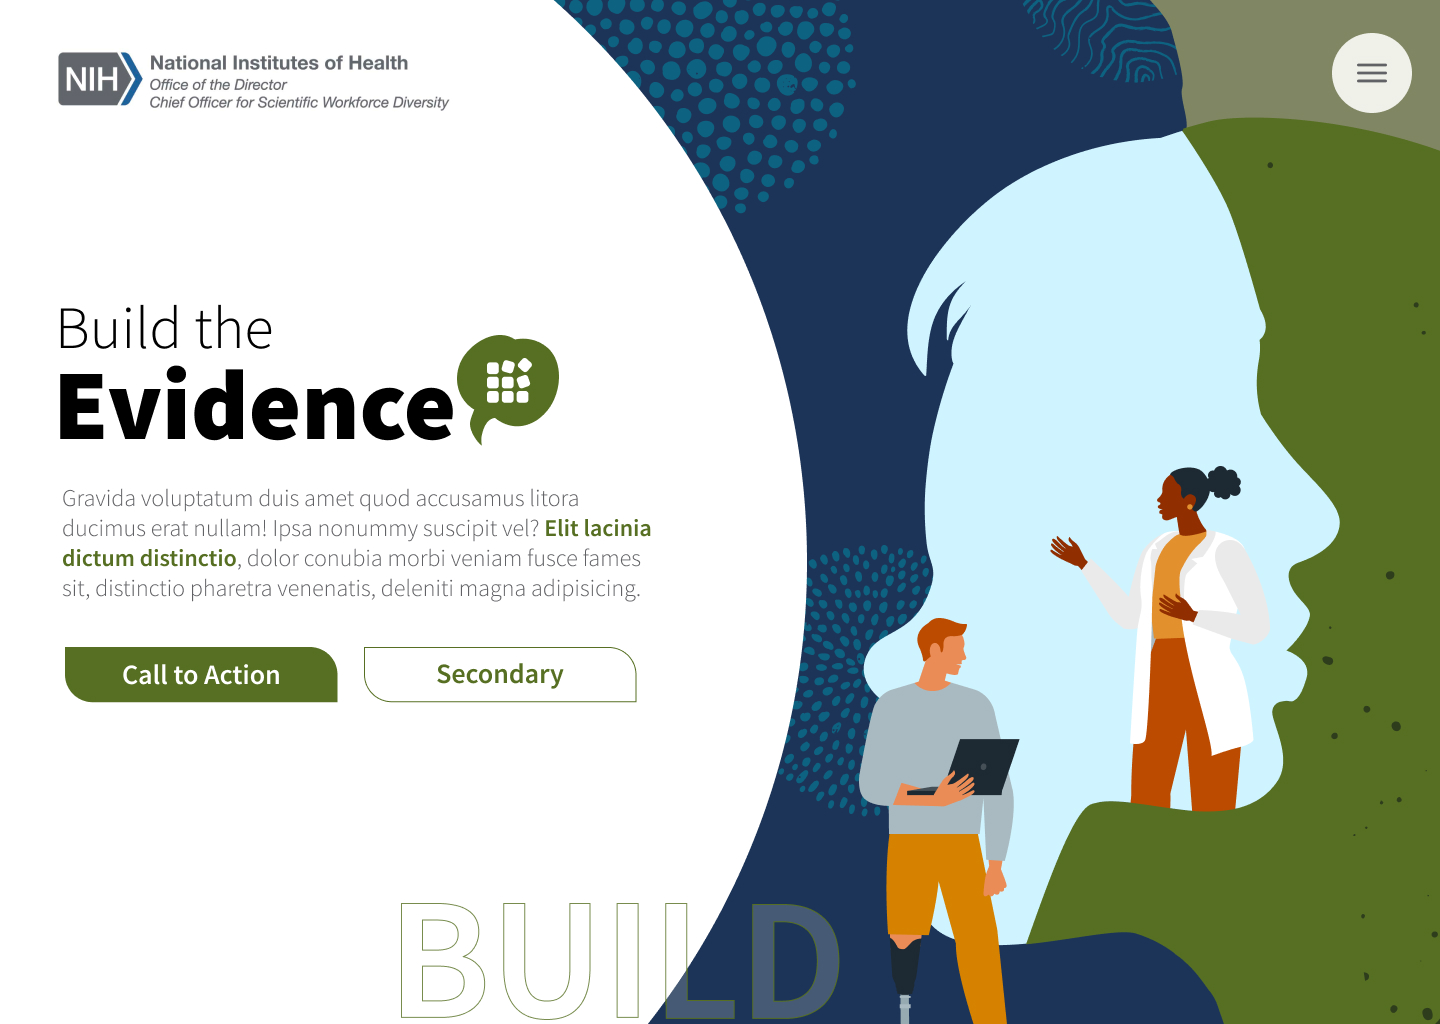 NIH
National Institutes of Health
Office of the Director
Chief Officer for Scientific Workforce Diversity
Build the
Evidence
Gravida voluptatum duis amet quod accusamus litora
ducimus erat nullam! Ipsa nonummy suscipit vel? Elit lacinia
dictum distinctio, dolor conubia morbi veniam fusce fames
sit, distinctio pharetra venenatis, deleniti magna adipisicing.
Call to Action
Secondary
BUILD